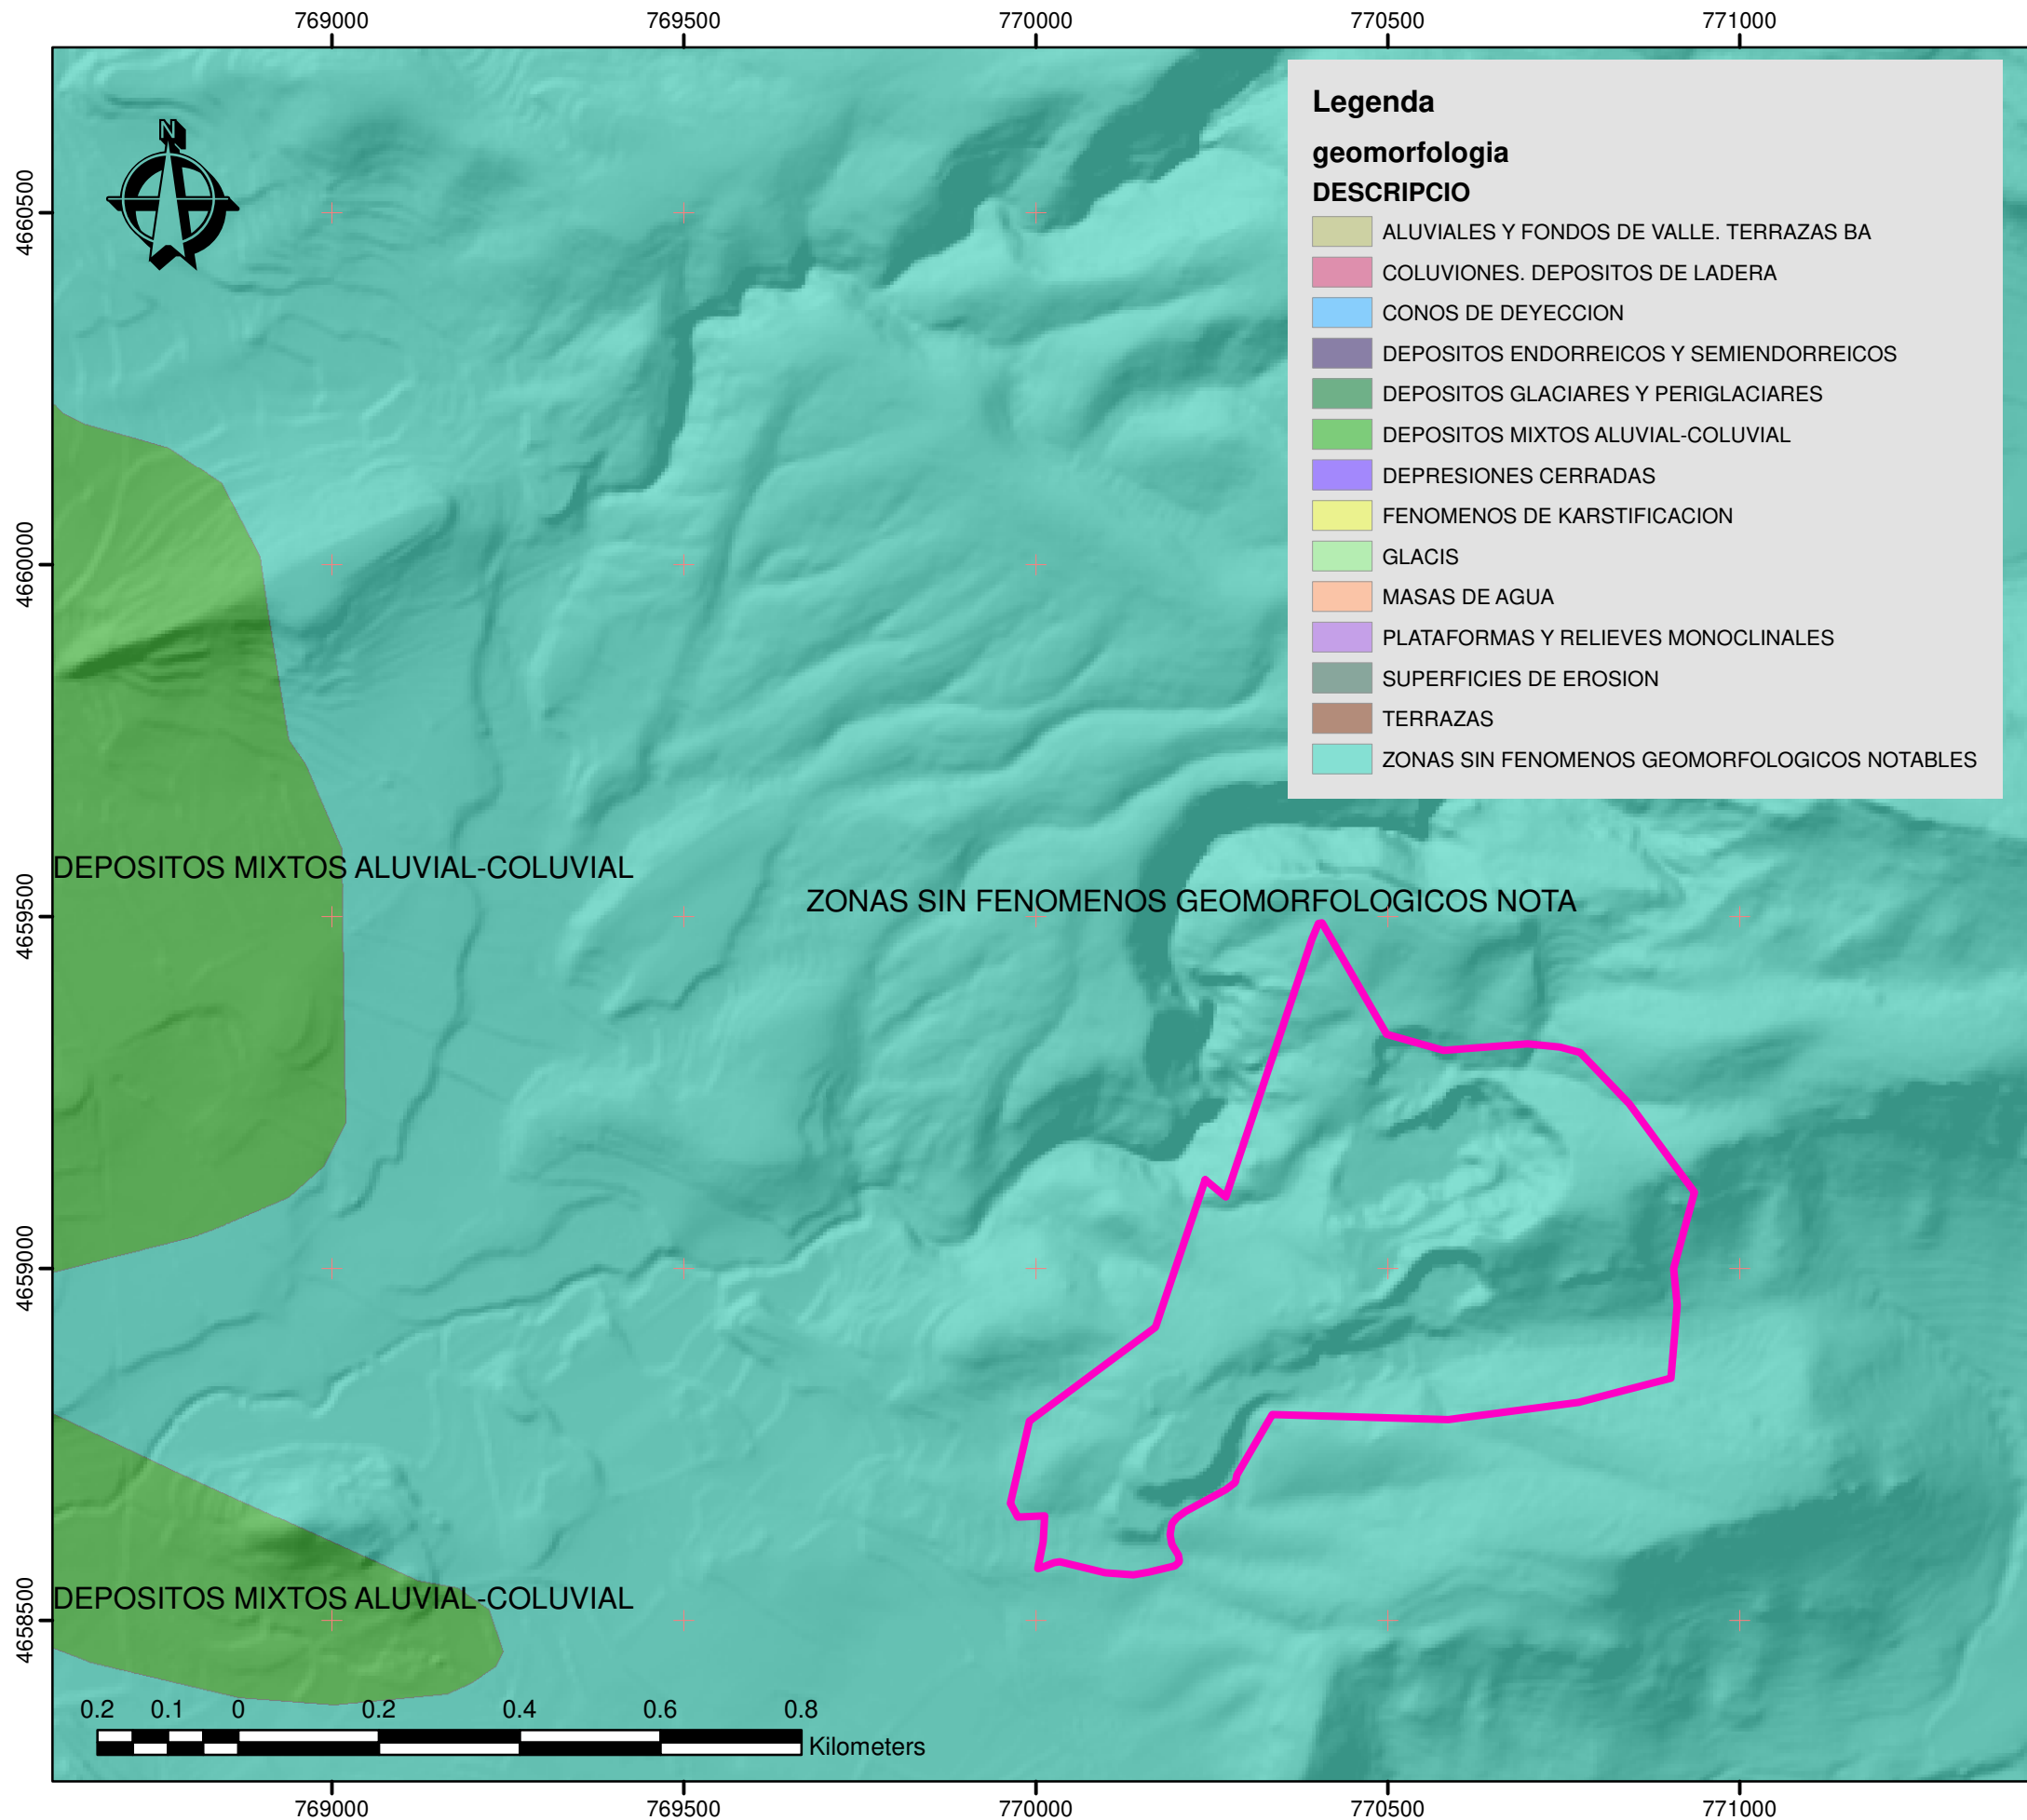 769000 769500 770000 770500 771000
N
Legenda
geomorfologia
DESCRIPCIO
ALUVIALES Y FONDOS DE VALLE. TERRAZAS BA
COLUVIONES. DEPOSITOS DE LADERA
CONOS DE DEYECCION
DEPOSITOS ENDORREICOS Y SEMIENDORREICOS
DEPOSITOS GLACIARES Y PERIGLACIARES
DEPOSITOS MIXTOS ALUVIAL-COLUVIAL
DEPRESIONES CERRADAS
FENOMENOS DE KARSTIFICACION
GLACIS
MASAS DE AGUA
PLATAFORMAS Y RELIEVES MONOCLINALES
SUPERFICIES DE EROSION
TERRAZAS
ZONAS SIN FENOMENOS GEOMORFOLOGICOS NOTABLES
4660500
4660000
4659500
4659000
4658500
DEPOSITOS MIXTOS ALUVIAL-COLUVIAL
ZONAS SIN FENOMENOS GEOMORFOLOGICOS NOTA
DEPOSITOS MIXTOS ALUVIAL-COLUVIAL
0.2 0.1 0 0.2 0.4 0.6 0.8
Kilometers
769000 769500 770000 770500 771000